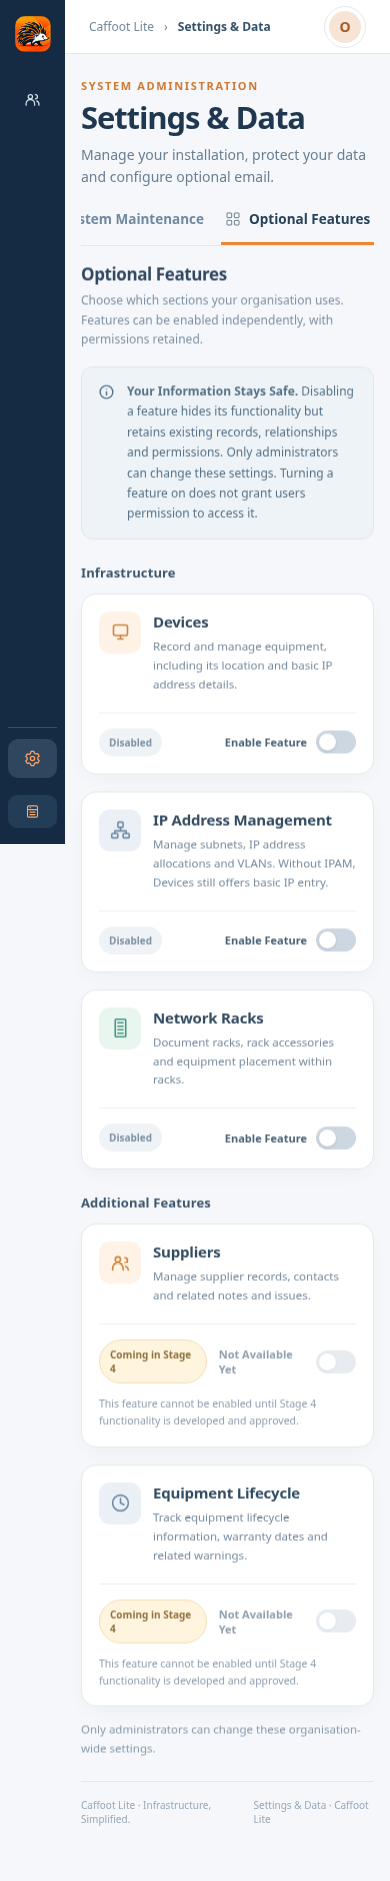 Caffoot Lite › Settings & Data
O
SYSTEM ADMINISTRATION
Settings & Data
Manage your installation, protect your data
and configure optional email.
stem Maintenance
Optional Features
Optional Features
Choose which sections your organisation uses.
Features can be enabled independently, with
permissions retained.
Your Information Stays Safe. Disabling
a feature hides its functionality but
retains existing records, relationships
and permissions. Only administrators
can change these settings. Turning a
feature on does not grant users
permission to access it.
Infrastructure
Devices
Record and manage equipment,
including its location and basic IP
address details.
Disabled
Enable Feature
IP Address Management
Manage subnets, IP address
allocations and VLANs. Without IPAM,
Devices still offers basic IP entry.
Disabled
Enable Feature
Network Racks
Document racks, rack accessories
and equipment placement within
racks.
Disabled
Enable Feature
Additional Features
Suppliers
Manage supplier records, contacts
and related notes and issues.
Coming in Stage
4
Not Available
Yet
This feature cannot be enabled until Stage 4
functionality is developed and approved.
Equipment Lifecycle
Track equipment lifecycle
information, warranty dates and
related warnings.
Coming in Stage
4
Not Available
Yet
This feature cannot be enabled until Stage 4
functionality is developed and approved.
Only administrators can change these organisation-
wide settings.
Caffoot Lite · Infrastructure,
Simplified.
Settings & Data · Caffoot
Lite